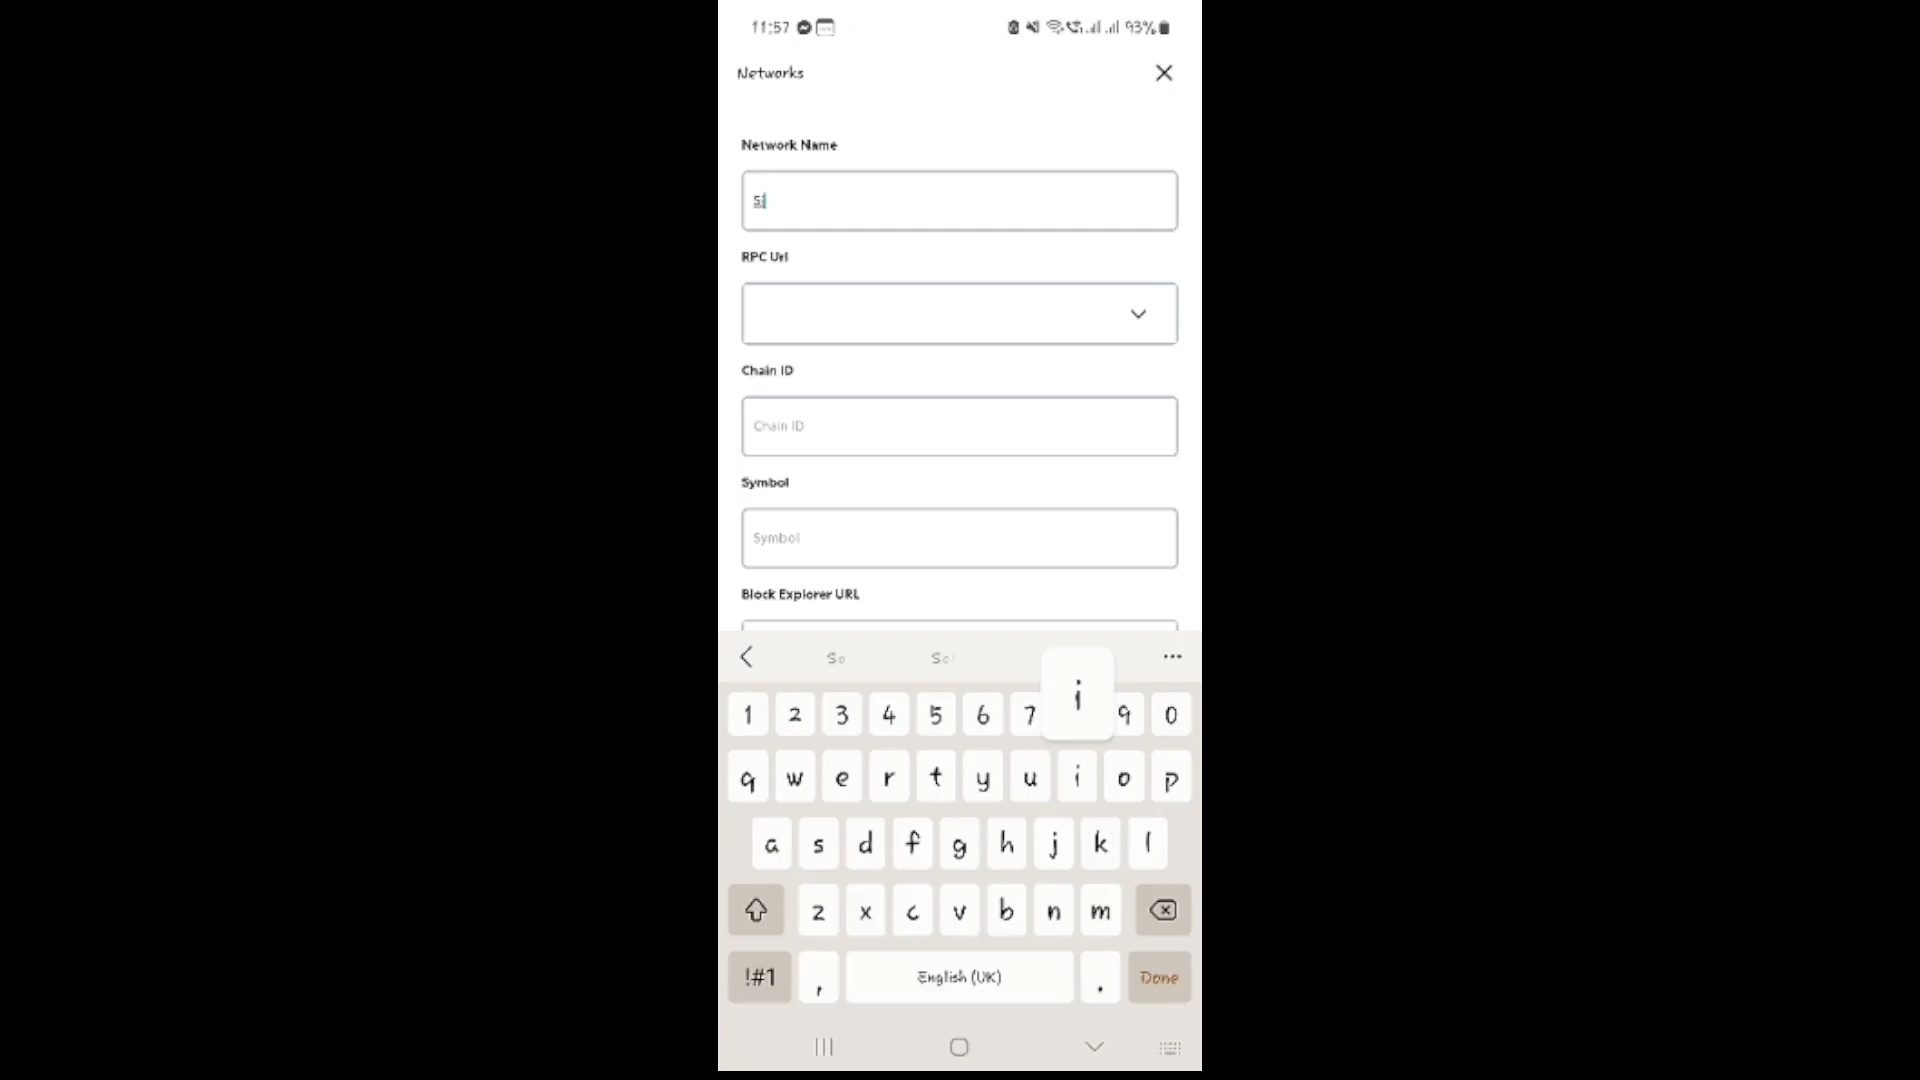 11:57 93%
Networks
Network Name
Si
RPC Url
Chain ID
Chain ID
Symbol
Symbol
Block Explorer URL
So
i
1 2 3 4 5 6 7 9 0
q w e r t y u i o p
a s d f g h j k l
z x c v b n m
!#1 , English (UK) . Done